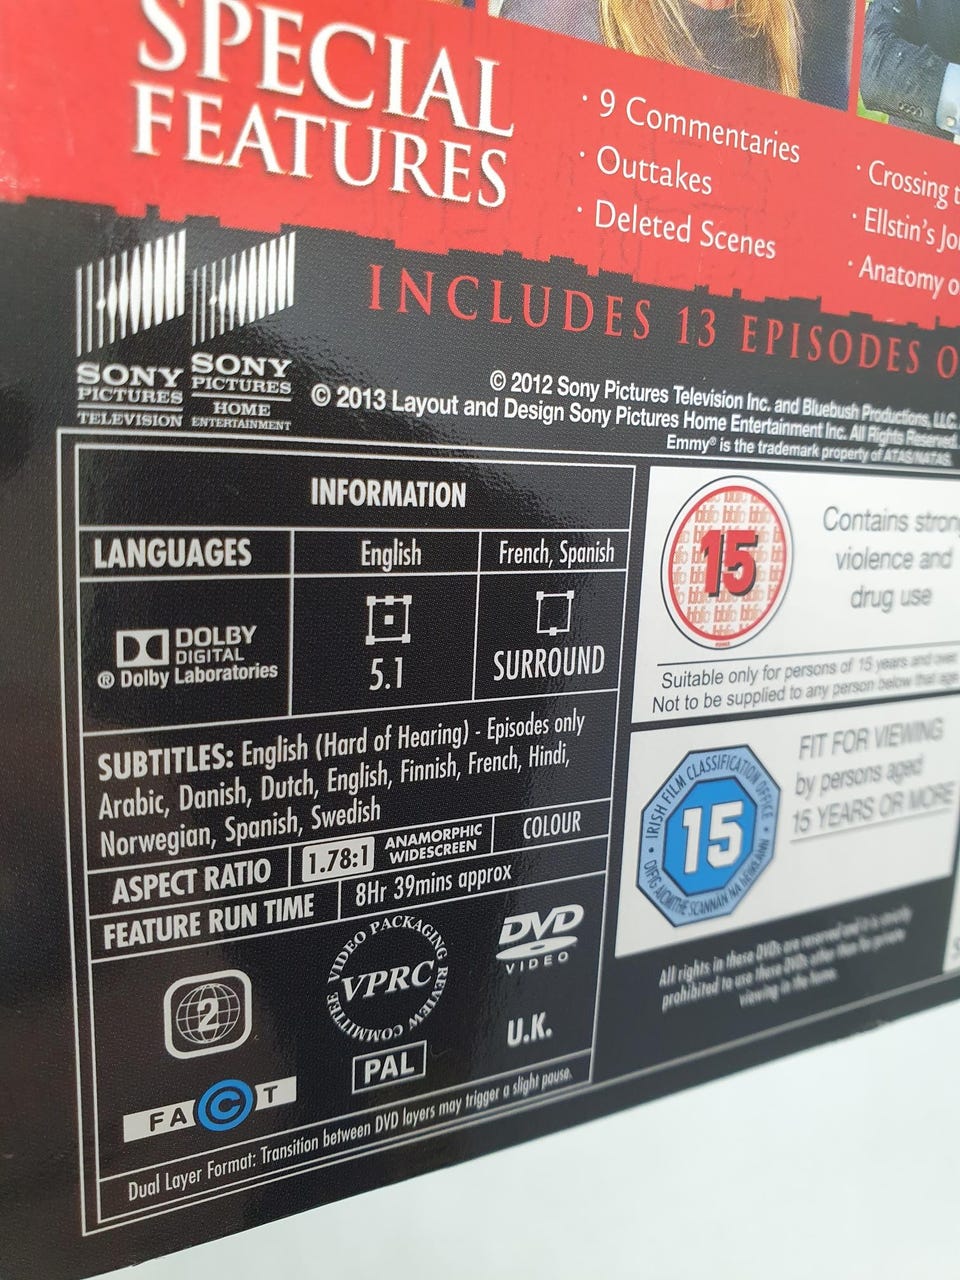 SPECIAL
FEATURES
· 9 Commentaries
· Outtakes
· Deleted Scenes
· Crossing t
· Ellstin's Jo
· Anatomy o
INCLUDES 13 EPISODES O
SONY
PICTURES
TELEVISION
SONY
PICTURES
HOME
ENTERTAINMENT
© 2012 Sony Pictures Television Inc. and Bluebush Productions, LLC.
© 2013 Layout and Design Sony Pictures Home Entertainment Inc. All Rights Reserved.
Emmy® is the trademark property of ATAS/NATAS.
INFORMATION
LANGUAGES
English
French, Spanish
DOLBY
DIGITAL
® Dolby Laboratories
5.1
SURROUND
SUBTITLES: English (Hard of Hearing) - Episodes only
Arabic, Danish, Dutch, English, Finnish, French, Hindi,
Norwegian, Spanish, Swedish
ASPECT RATIO
1.78:1
ANAMORPHIC
WIDESCREEN
COLOUR
FEATURE RUN TIME
8Hr 39mins approx
2
VIDEO PACKAGING REVIEW COMMITTEE
VPRC
DVD
VIDEO
PAL
U.K.
FACT
Dual Layer Format: Transition between DVD layers may trigger a slight pause.
15
Contains strong
violence and
drug use
Suitable only for persons of 15 years and over.
Not to be supplied to any person below that age.
IRISH FILM CLASSIFICATION OFFICE
15
OIFIG AICMITHE SCANNÁN NA hÉIREANN
FIT FOR VIEWING
by persons aged
15 YEARS OR MORE
All rights in these DVDs are reserved and it is strictly
prohibited to use these DVDs other than for private
viewing in the home.